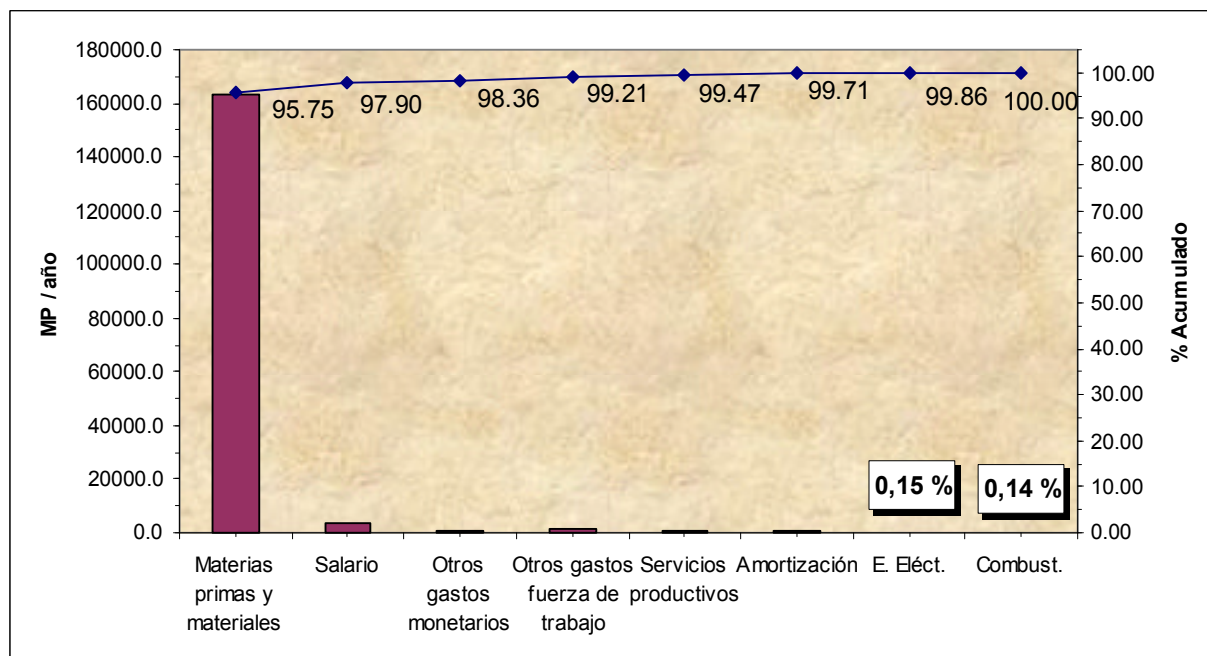 180000.0
160000.0
140000.0
120000.0
100000.0
80000.0
60000.0
40000.0
20000.0
0.0
MP / año
95.75
97.90
98.36
99.21
99.47
99.71
99.86
100.00
0,15 %
0,14 %
100.00
90.00
80.00
70.00
60.00
50.00
40.00
30.00
20.00
10.00
0.00
% Acumulado
Materias
primas y
materiales
Salario
Otros
gastos
monetarios
Otros gastos
fuerza de
trabajo
Servicios
productivos
Amortización
E. Eléct.
Combust.